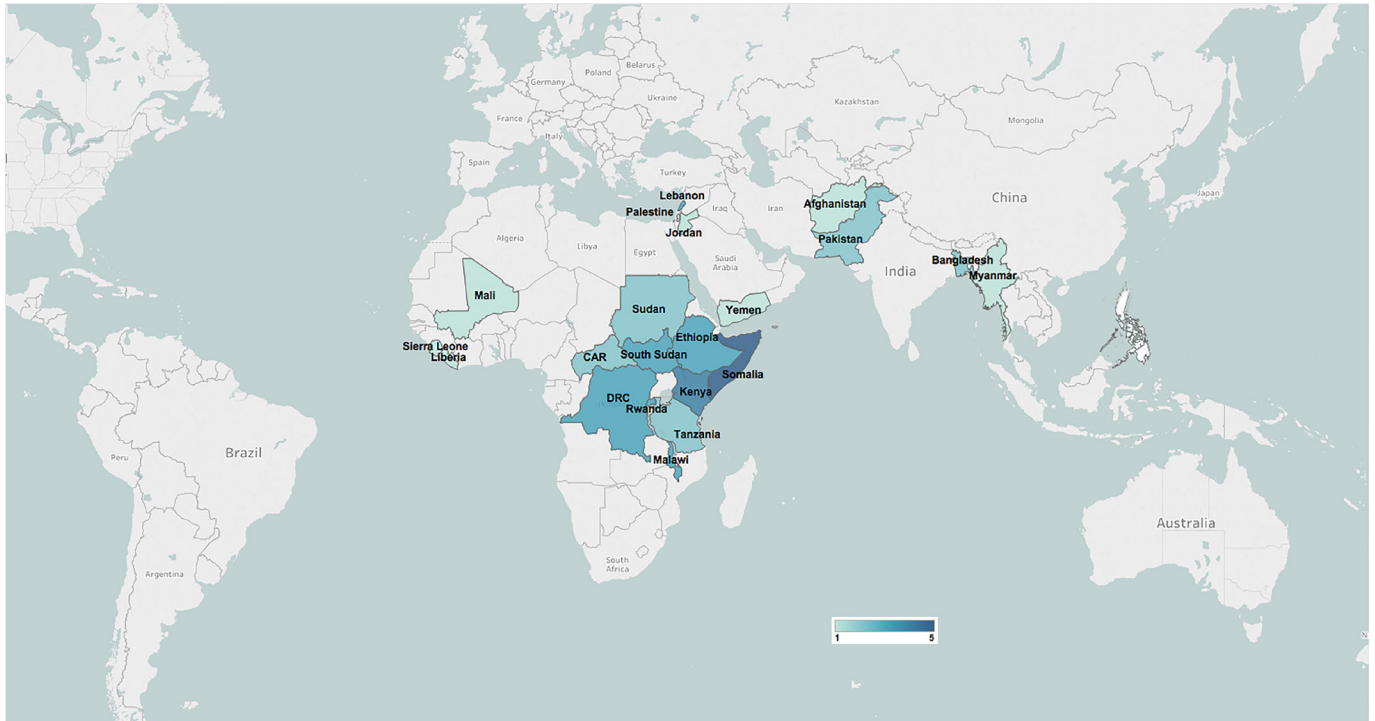 Belarus
Poland
Germany
Ukraine
France
Kazakhstan
Mongolia
Italy
Spain
Turkey
Japan
Lebanon
China
Afghanistan
Palestine
Iraq
Iran
Jordan
Algeria
Libya
Egypt
Pakistan
Saudi
Arabia
India
Bangladesh
Myanmar
Mali
Sudan
Yemen
Ethiopia
Sierra Leone
Liberia
CAR
South Sudan
Somalia
Kenya
DRC
Rwanda
Tanzania
Brazil
Peru
Malawi
Australia
South
Africa
Argentina
1
5
N